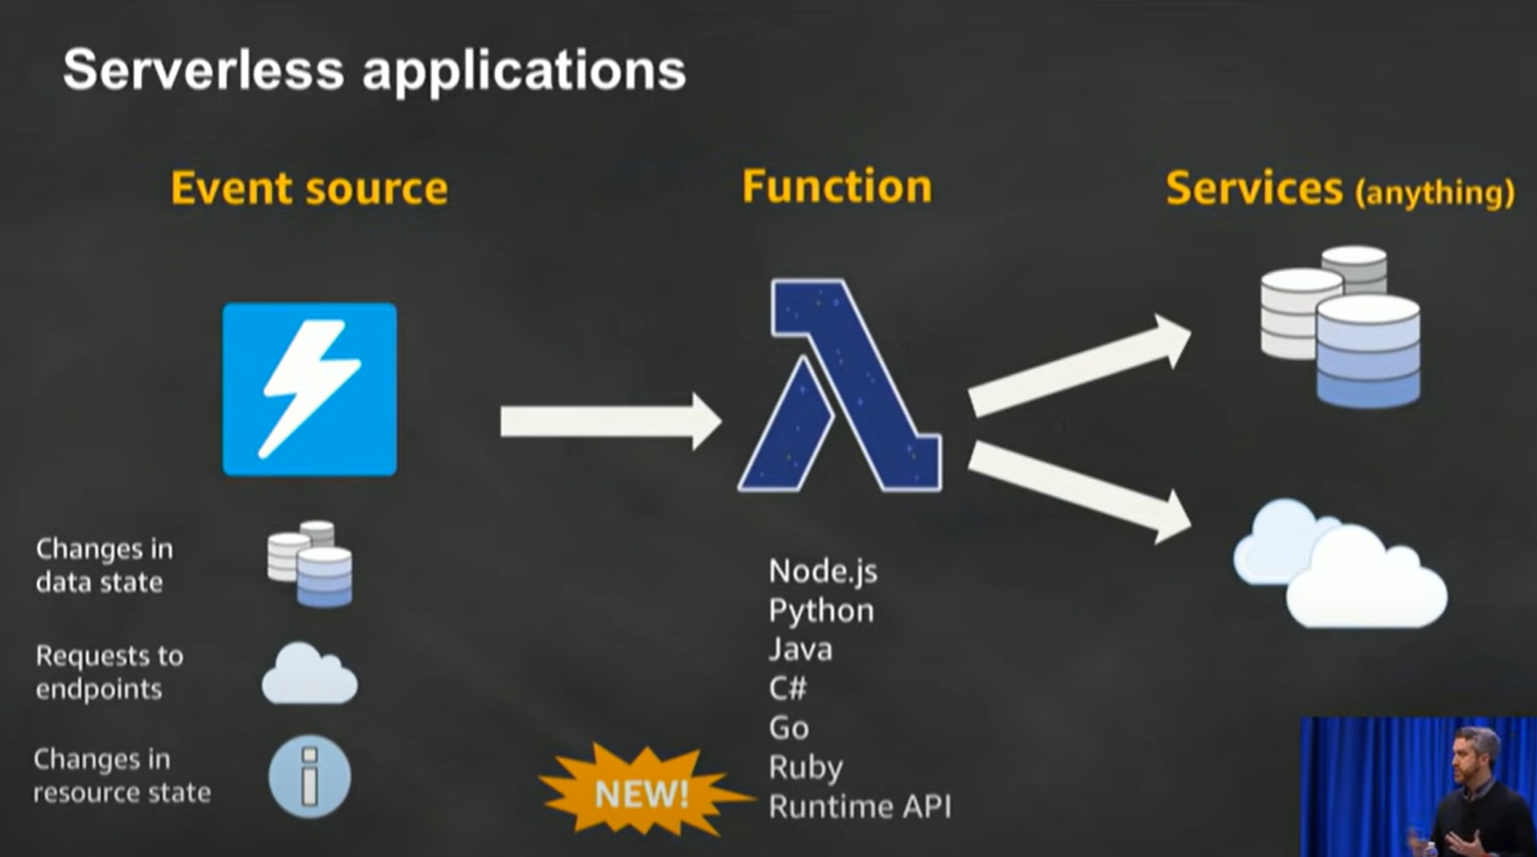 Serverless applications
Event source
Function
Services (anything)
Changes in
data state
Requests to
endpoints
Changes in
resource state
Node.js
Python
Java
C#
Go
Ruby
NEW!
Runtime API